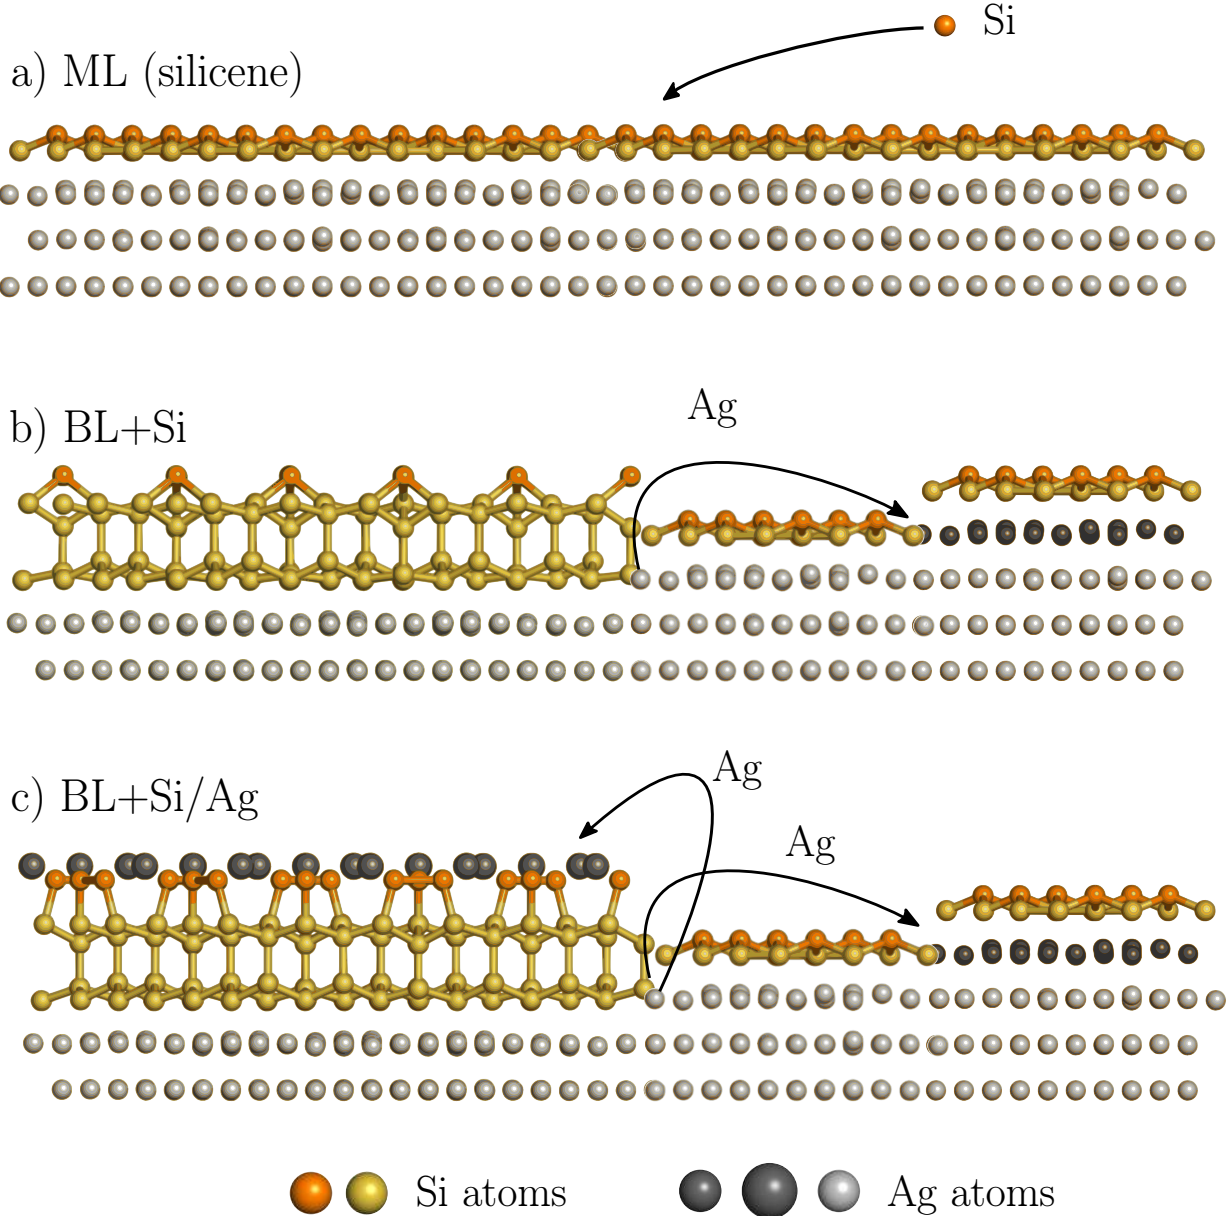 Si
a) ML (silicene)
Ag
b) BL+Si
Ag
c) BL+Si/Ag
Ag
Si atoms
Ag atoms